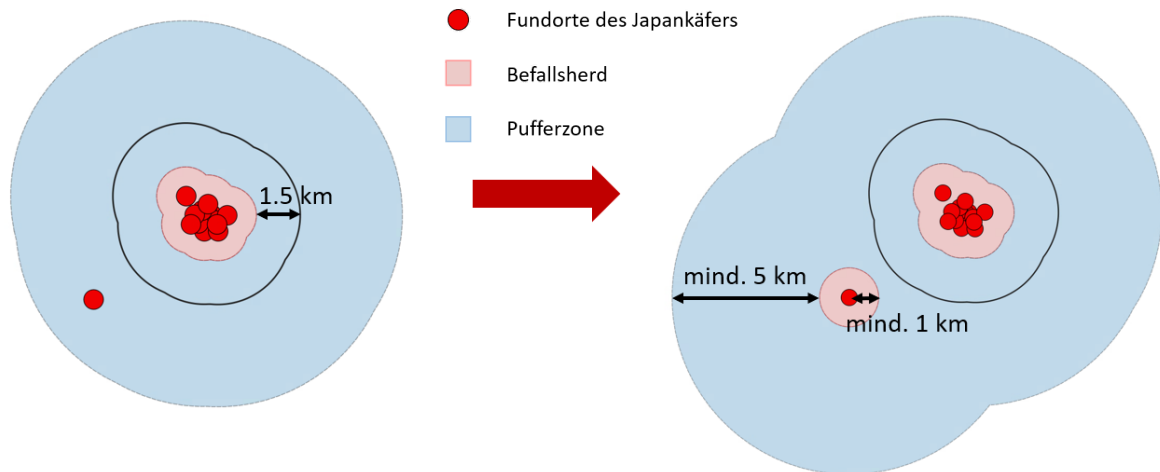 Fundorte des Japankäfers
Befallsherd
Pufferzone
1.5 km
mind. 5 km
mind. 1 km